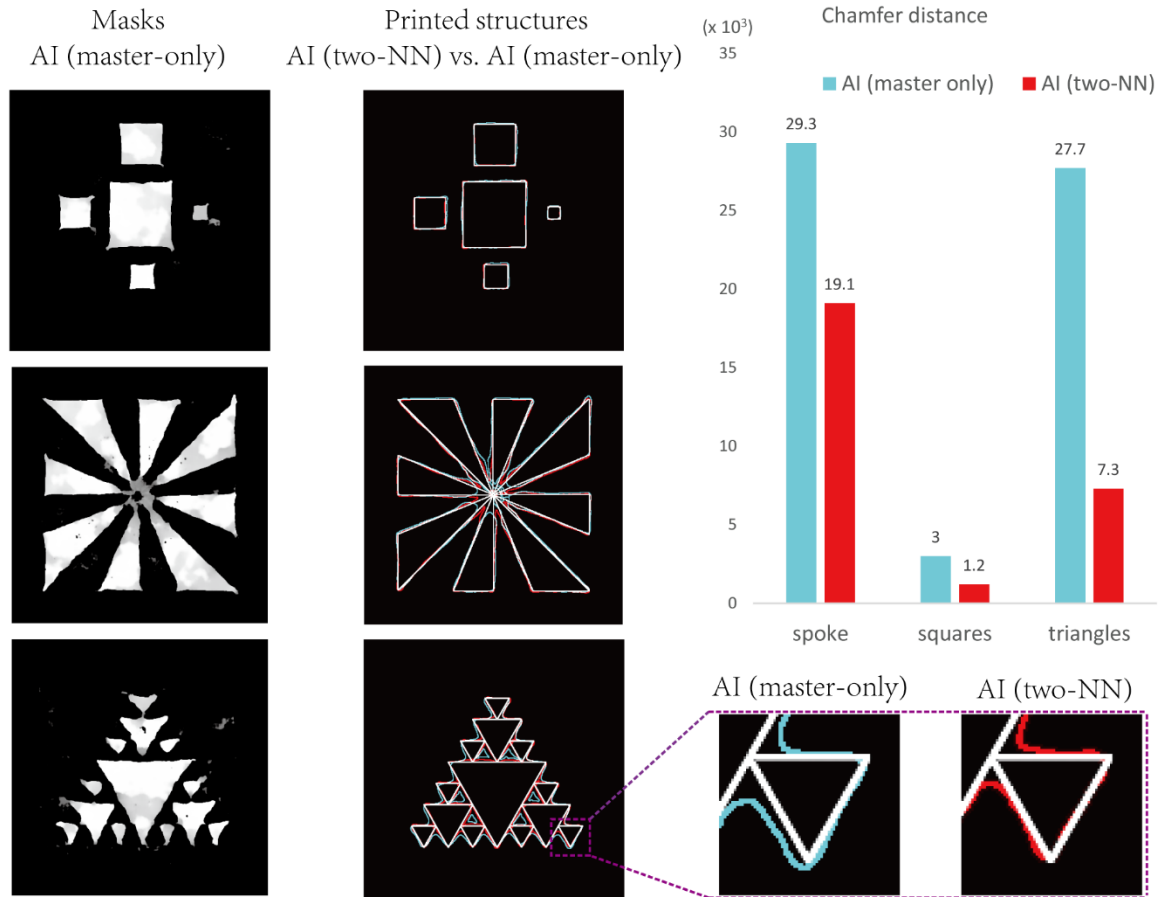 Masks
AI (master-only)
Printed structures
AI (two-NN) vs. AI (master-only)
Chamfer distance
(x 10³)
AI (master only) AI (two-NN)
35
30
25
20
15
10
5
0
29.3
19.1
3
1.2
27.7
7.3
spoke squares triangles
AI (master-only)
AI (two-NN)